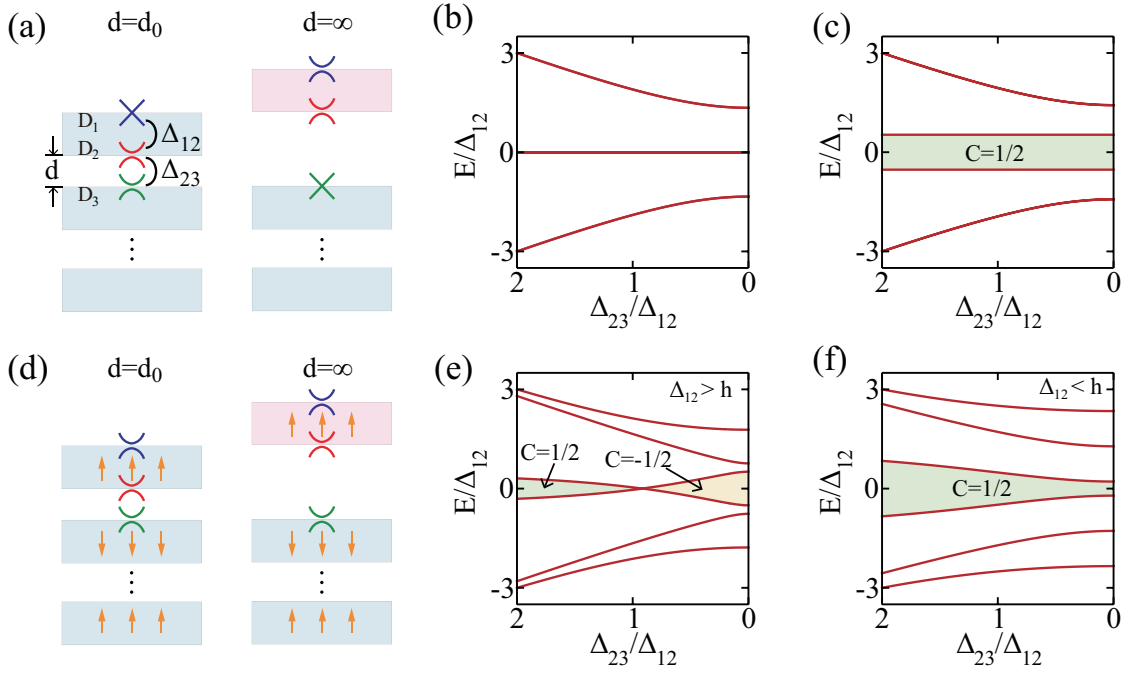 (a)
d=d₀
d=∞
D₁
D₂
D₃
d
Δ₁₂
Δ₂₃
⋮
⋮
(b)
E/Δ₁₂
3
0
-3
2
1
0
Δ₂₃/Δ₁₂
(c)
E/Δ₁₂
3
0
-3
C=1/2
2
1
0
Δ₂₃/Δ₁₂
(d)
d=d₀
d=∞
⋮
⋮
(e)
E/Δ₁₂
3
0
-3
Δ₁₂ > h
C=1/2
C=-1/2
2
1
0
Δ₂₃/Δ₁₂
(f)
E/Δ₁₂
3
0
-3
Δ₁₂ < h
C=1/2
2
1
0
Δ₂₃/Δ₁₂